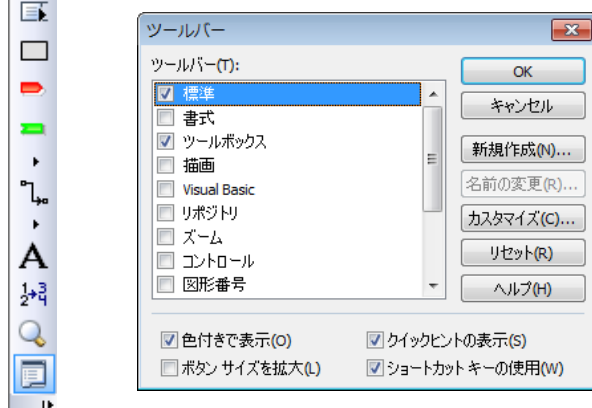 ツールバー
ツールバー(T):
標準
書式
ツールボックス
描画
Visual Basic
リポジトリ
ズーム
コントロール
図形番号
OK
キャンセル
新規作成(N)...
名前の変更(R)...
カスタマイズ(C)...
リセット(R)
ヘルプ(H)
色付きで表示(O)
クイックヒントの表示(S)
ボタン サイズを拡大(L)
ショートカット キーの使用(W)
A
1 3
2 4